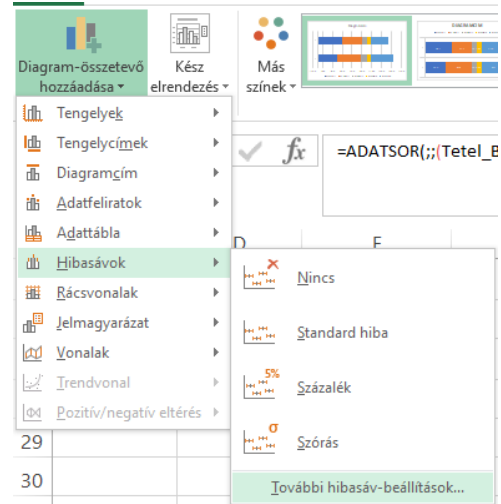 Diagram-összetevő
hozzáadása
Kész
elrendezés
Más
színek
Tengelyek
Tengelycímek
Diagramcím
Adatfeliratok
Adattábla
Hibasávok
Rácsvonalak
Jelmagyarázat
Vonalak
Trendvonal
Pozitív/negatív eltérés
fx
=ADATSOR(;;(Tetel_B
D
Nincs
Standard hiba
5%
Százalék
σ
Szórás
További hibasáv-beállítások...
29
30